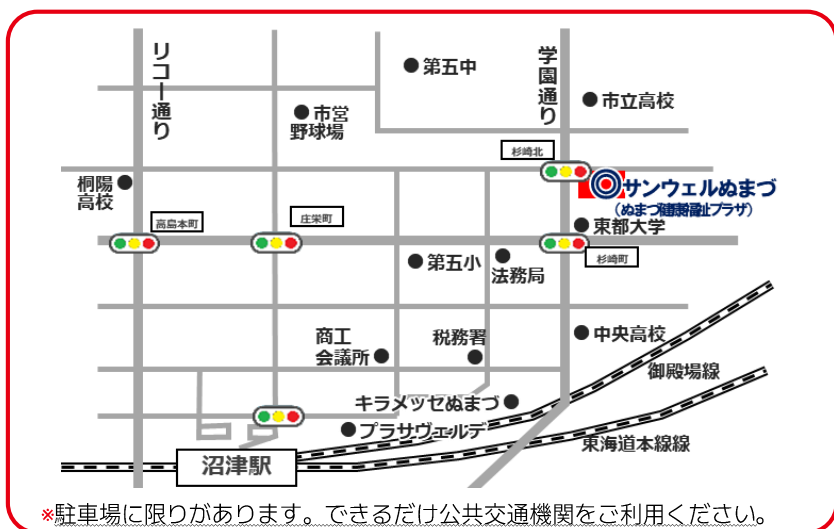 リコー通り
学園通り
第五中
市立高校
市営
野球場
杉崎北
桐陽
高校
サンウェルぬまづ
(ぬまづ健康福祉プラザ)
高島本町
庄栄町
東都大学
杉崎町
第五小
法務局
商工
会議所
税務署
中央高校
御殿場線
キラメッセぬまづ
プラサヴェルデ
東海道本線線
沼津駅
※駐車場に限りがあります。できるだけ公共交通機関をご利用ください。